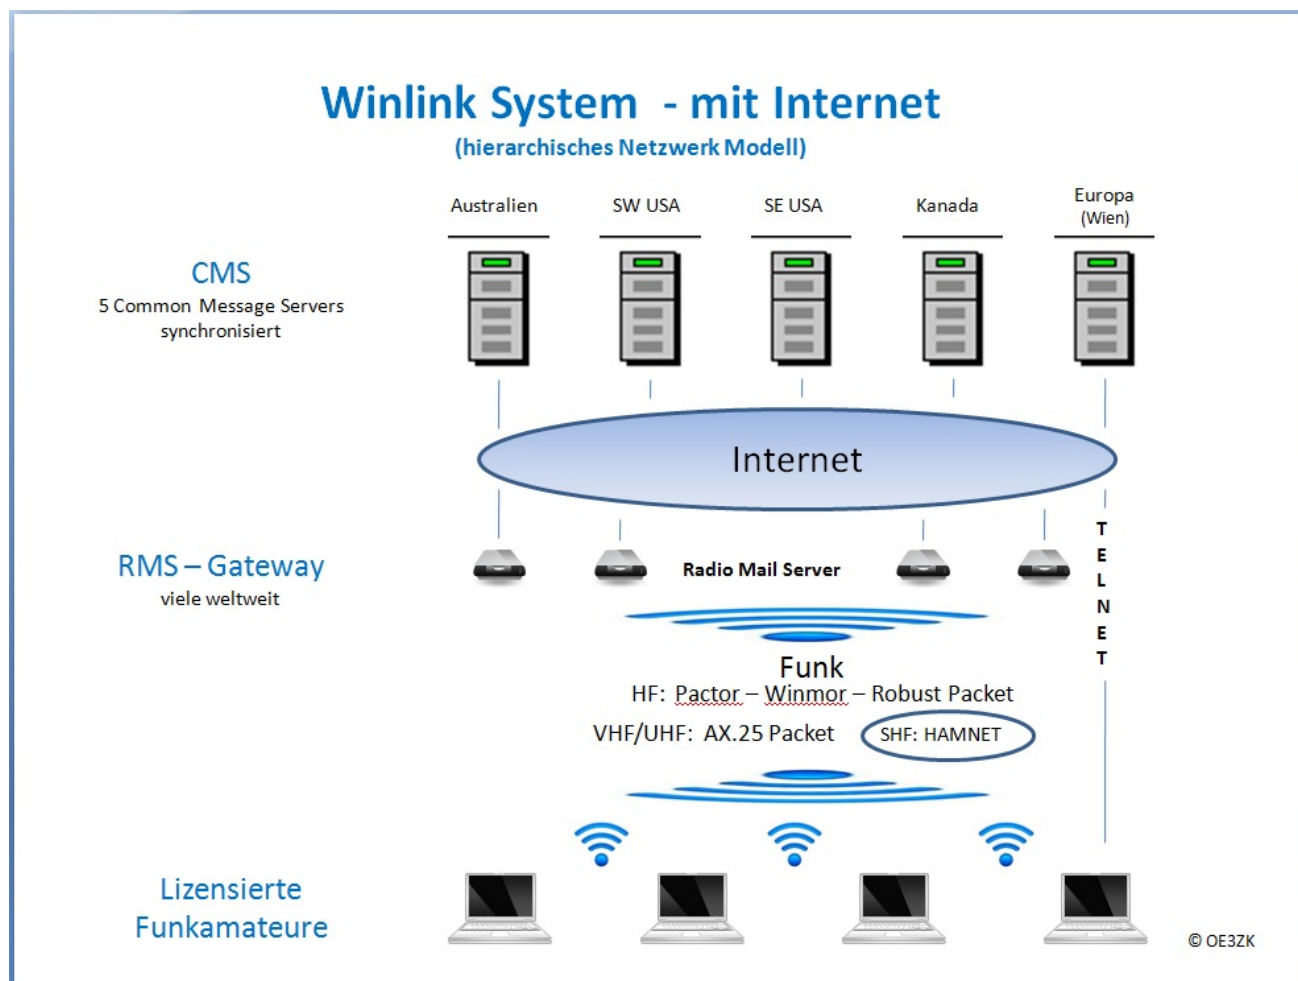 Winlink System - mit Internet
(hierarchisches Netzwerk Modell)
Australien
SW USA
SE USA
Kanada
Europa
(Wien)
CMS
5 Common Message Servers
synchronisiert
Internet
RMS – Gateway
viele weltweit
Radio Mail Server
T
E
L
N
E
T
Funk
HF: Pactor – Winmor – Robust Packet
VHF/UHF: AX.25 Packet
SHF: HAMNET
Lizensierte
Funkamateure
© OE3ZK